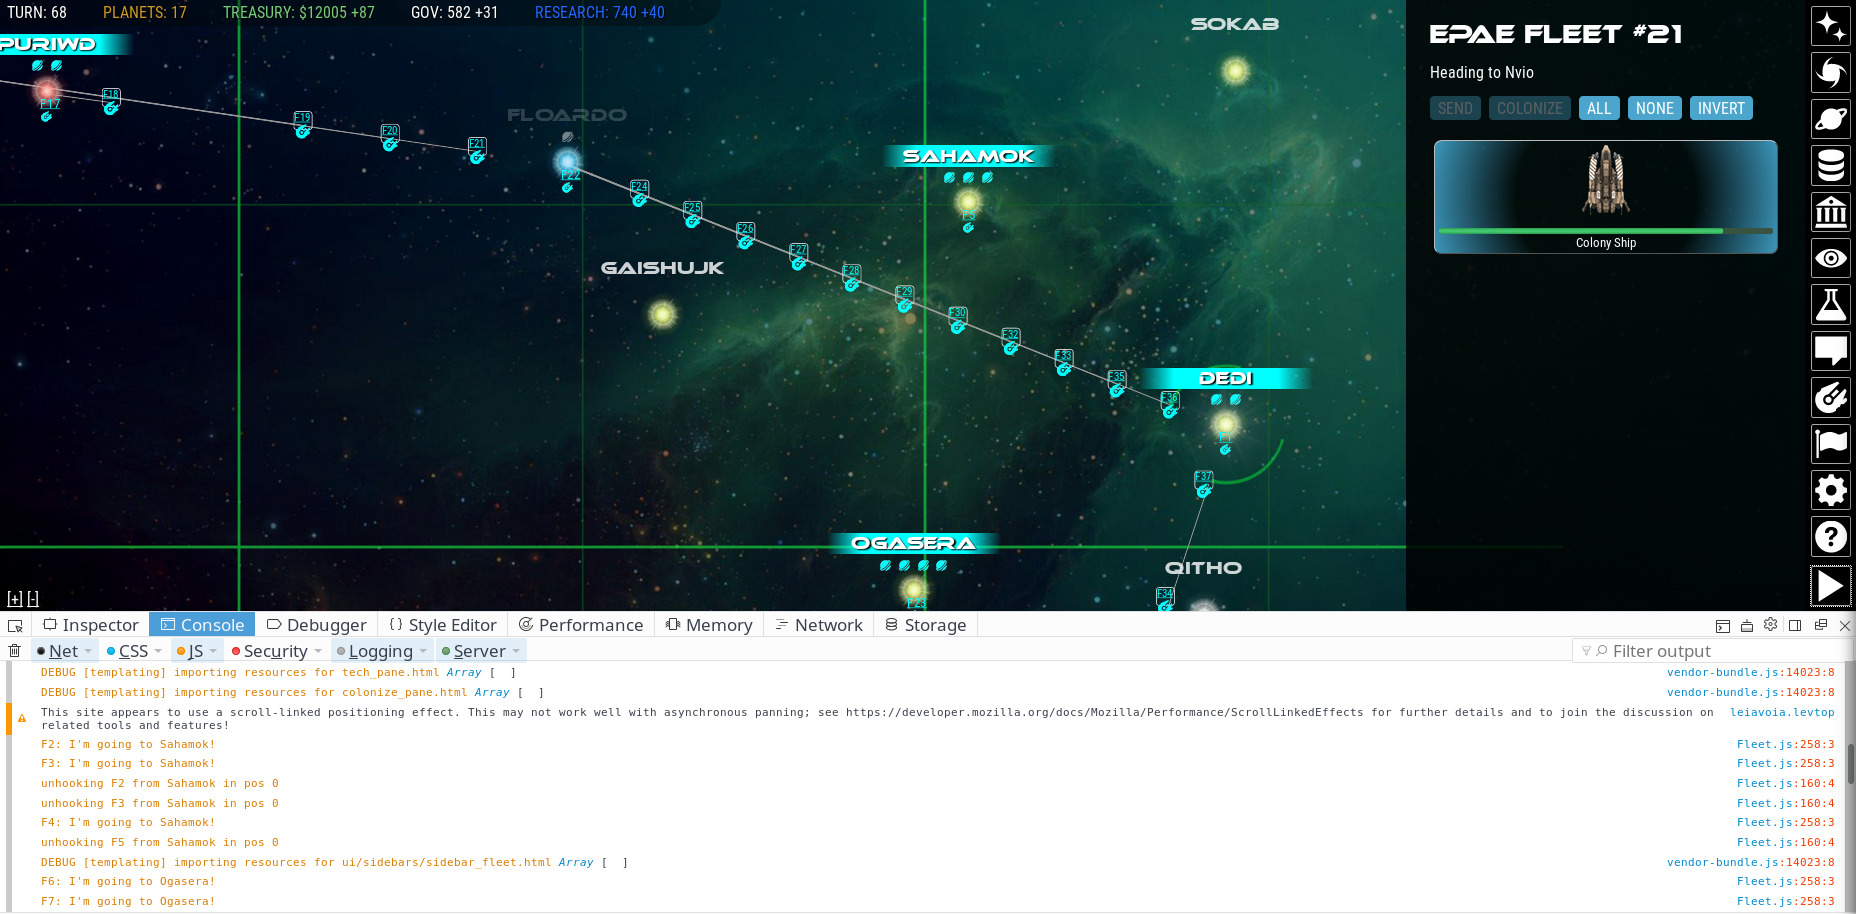 TURN: 68 PLANETS: 17 TREASURY: $12005 +87 GOV: 582 +31 RESEARCH: 740 +40
PURIWD
SOKAB
FLOARDO
SAHAMOK
GAISHUJK
DEDI
OGASERA
QITHO
F17
F18
F19
F20
F21
F22
F24
F25
F26
F27
F28
F29
F30
F32
F33
F35
F36
F37
F34
F23
[+] [-]
EPAE FLEET #21
Heading to Nvio
SEND COLONIZE ALL NONE INVERT
Colony Ship
Inspector Console Debugger Style Editor Performance Memory Network Storage
Net CSS JS Security Logging Server Filter output
DEBUG [templating] importing resources for tech_pane.html Array [ ] vendor-bundle.js:14023:8
DEBUG [templating] importing resources for colonize_pane.html Array [ ] vendor-bundle.js:14023:8
This site appears to use a scroll-linked positioning effect. This may not work well with asynchronous panning; see https://developer.mozilla.org/docs/Mozilla/Performance/ScrollLinkedEffects for further details and to join the discussion on leiavoia.levtop
related tools and features!
F2: I'm going to Sahamok! Fleet.js:258:3
F3: I'm going to Sahamok! Fleet.js:258:3
unhooking F2 from Sahamok in pos 0 Fleet.js:160:4
unhooking F3 from Sahamok in pos 0 Fleet.js:160:4
F4: I'm going to Sahamok! Fleet.js:258:3
unhooking F5 from Sahamok in pos 0 Fleet.js:160:4
DEBUG [templating] importing resources for ui/sidebars/sidebar_fleet.html Array [ ] vendor-bundle.js:14023:8
F6: I'm going to Ogasera! Fleet.js:258:3
F7: I'm going to Ogasera! Fleet.js:258:3